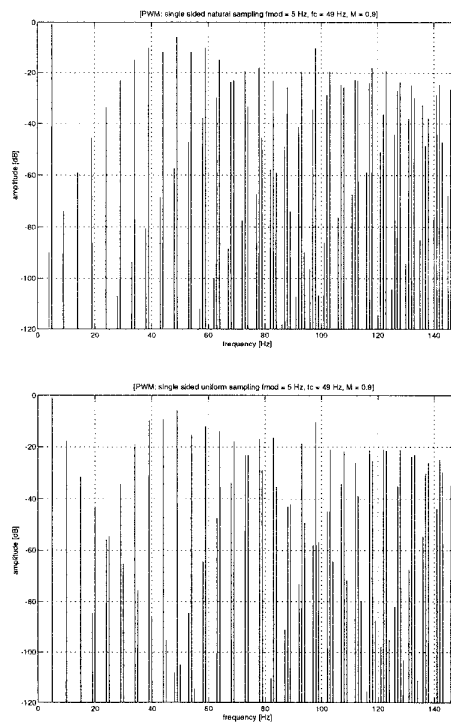 [PWM: single sided natural sampling fmod = 5 Hz, fc = 49 Hz, M = 0.9]
0
-20
-40
-60
-80
-100
-120
amplitude [dB]
0 20 40 60 80 100 120 140
frequency [Hz]
[PWM: single sided uniform sampling fmod = 5 Hz, fc = 49 Hz, M = 0.9]
0
-20
-40
-60
-80
-100
-120
amplitude [dB]
0 20 40 60 80 100 120 140
frequency [Hz]